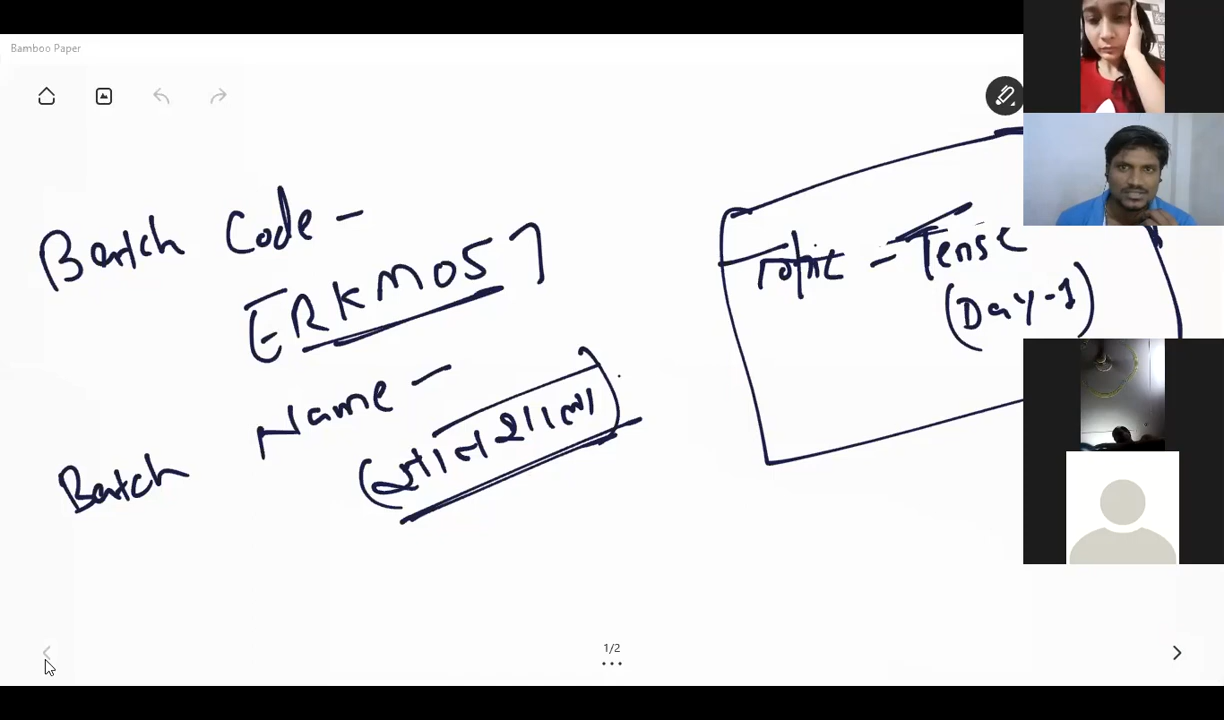 Bamboo Paper
Batch Code -
ERKM057
Batch Name -
Topic - Tense
(Day-1)
1/2